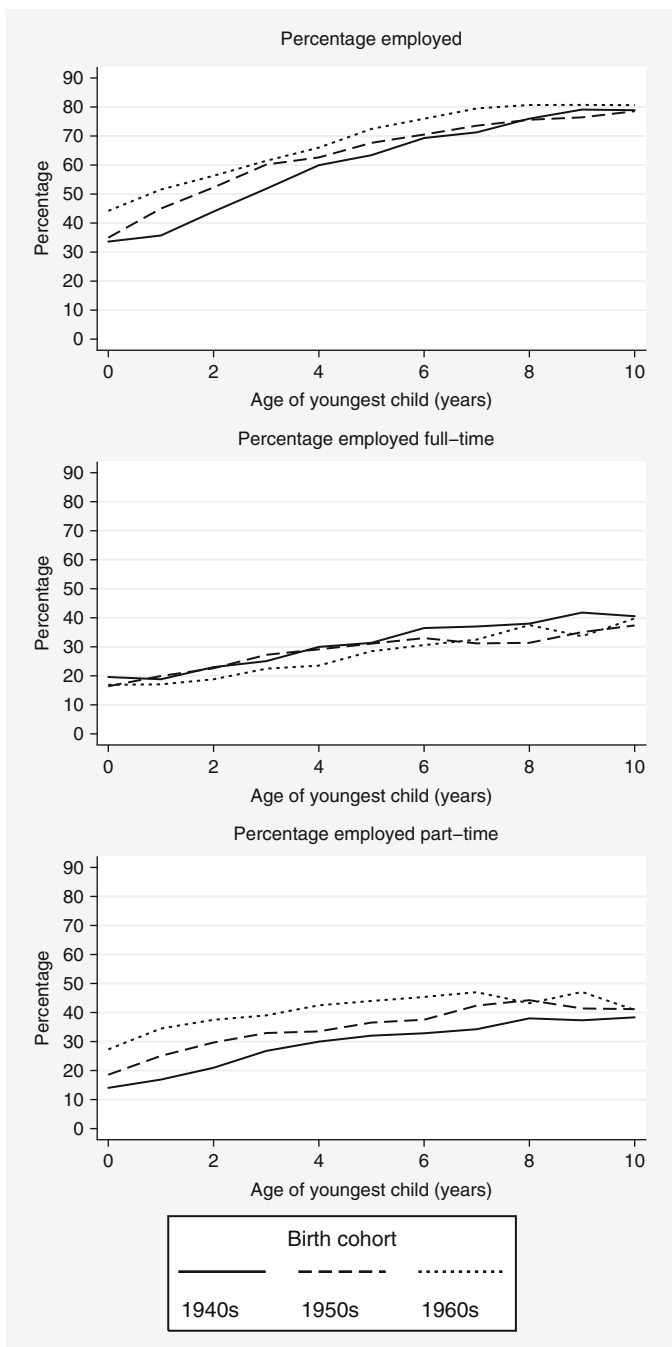 Percentage employed
90
80
70
60
50
40
30
20
10
0
Percentage
0 2 4 6 8 10
Age of youngest child (years)
Percentage employed full−time
90
80
70
60
50
40
30
20
10
0
Percentage
0 2 4 6 8 10
Age of youngest child (years)
Percentage employed part−time
90
80
70
60
50
40
30
20
10
0
Percentage
0 2 4 6 8 10
Age of youngest child (years)
Birth cohort
1940s 1950s 1960s